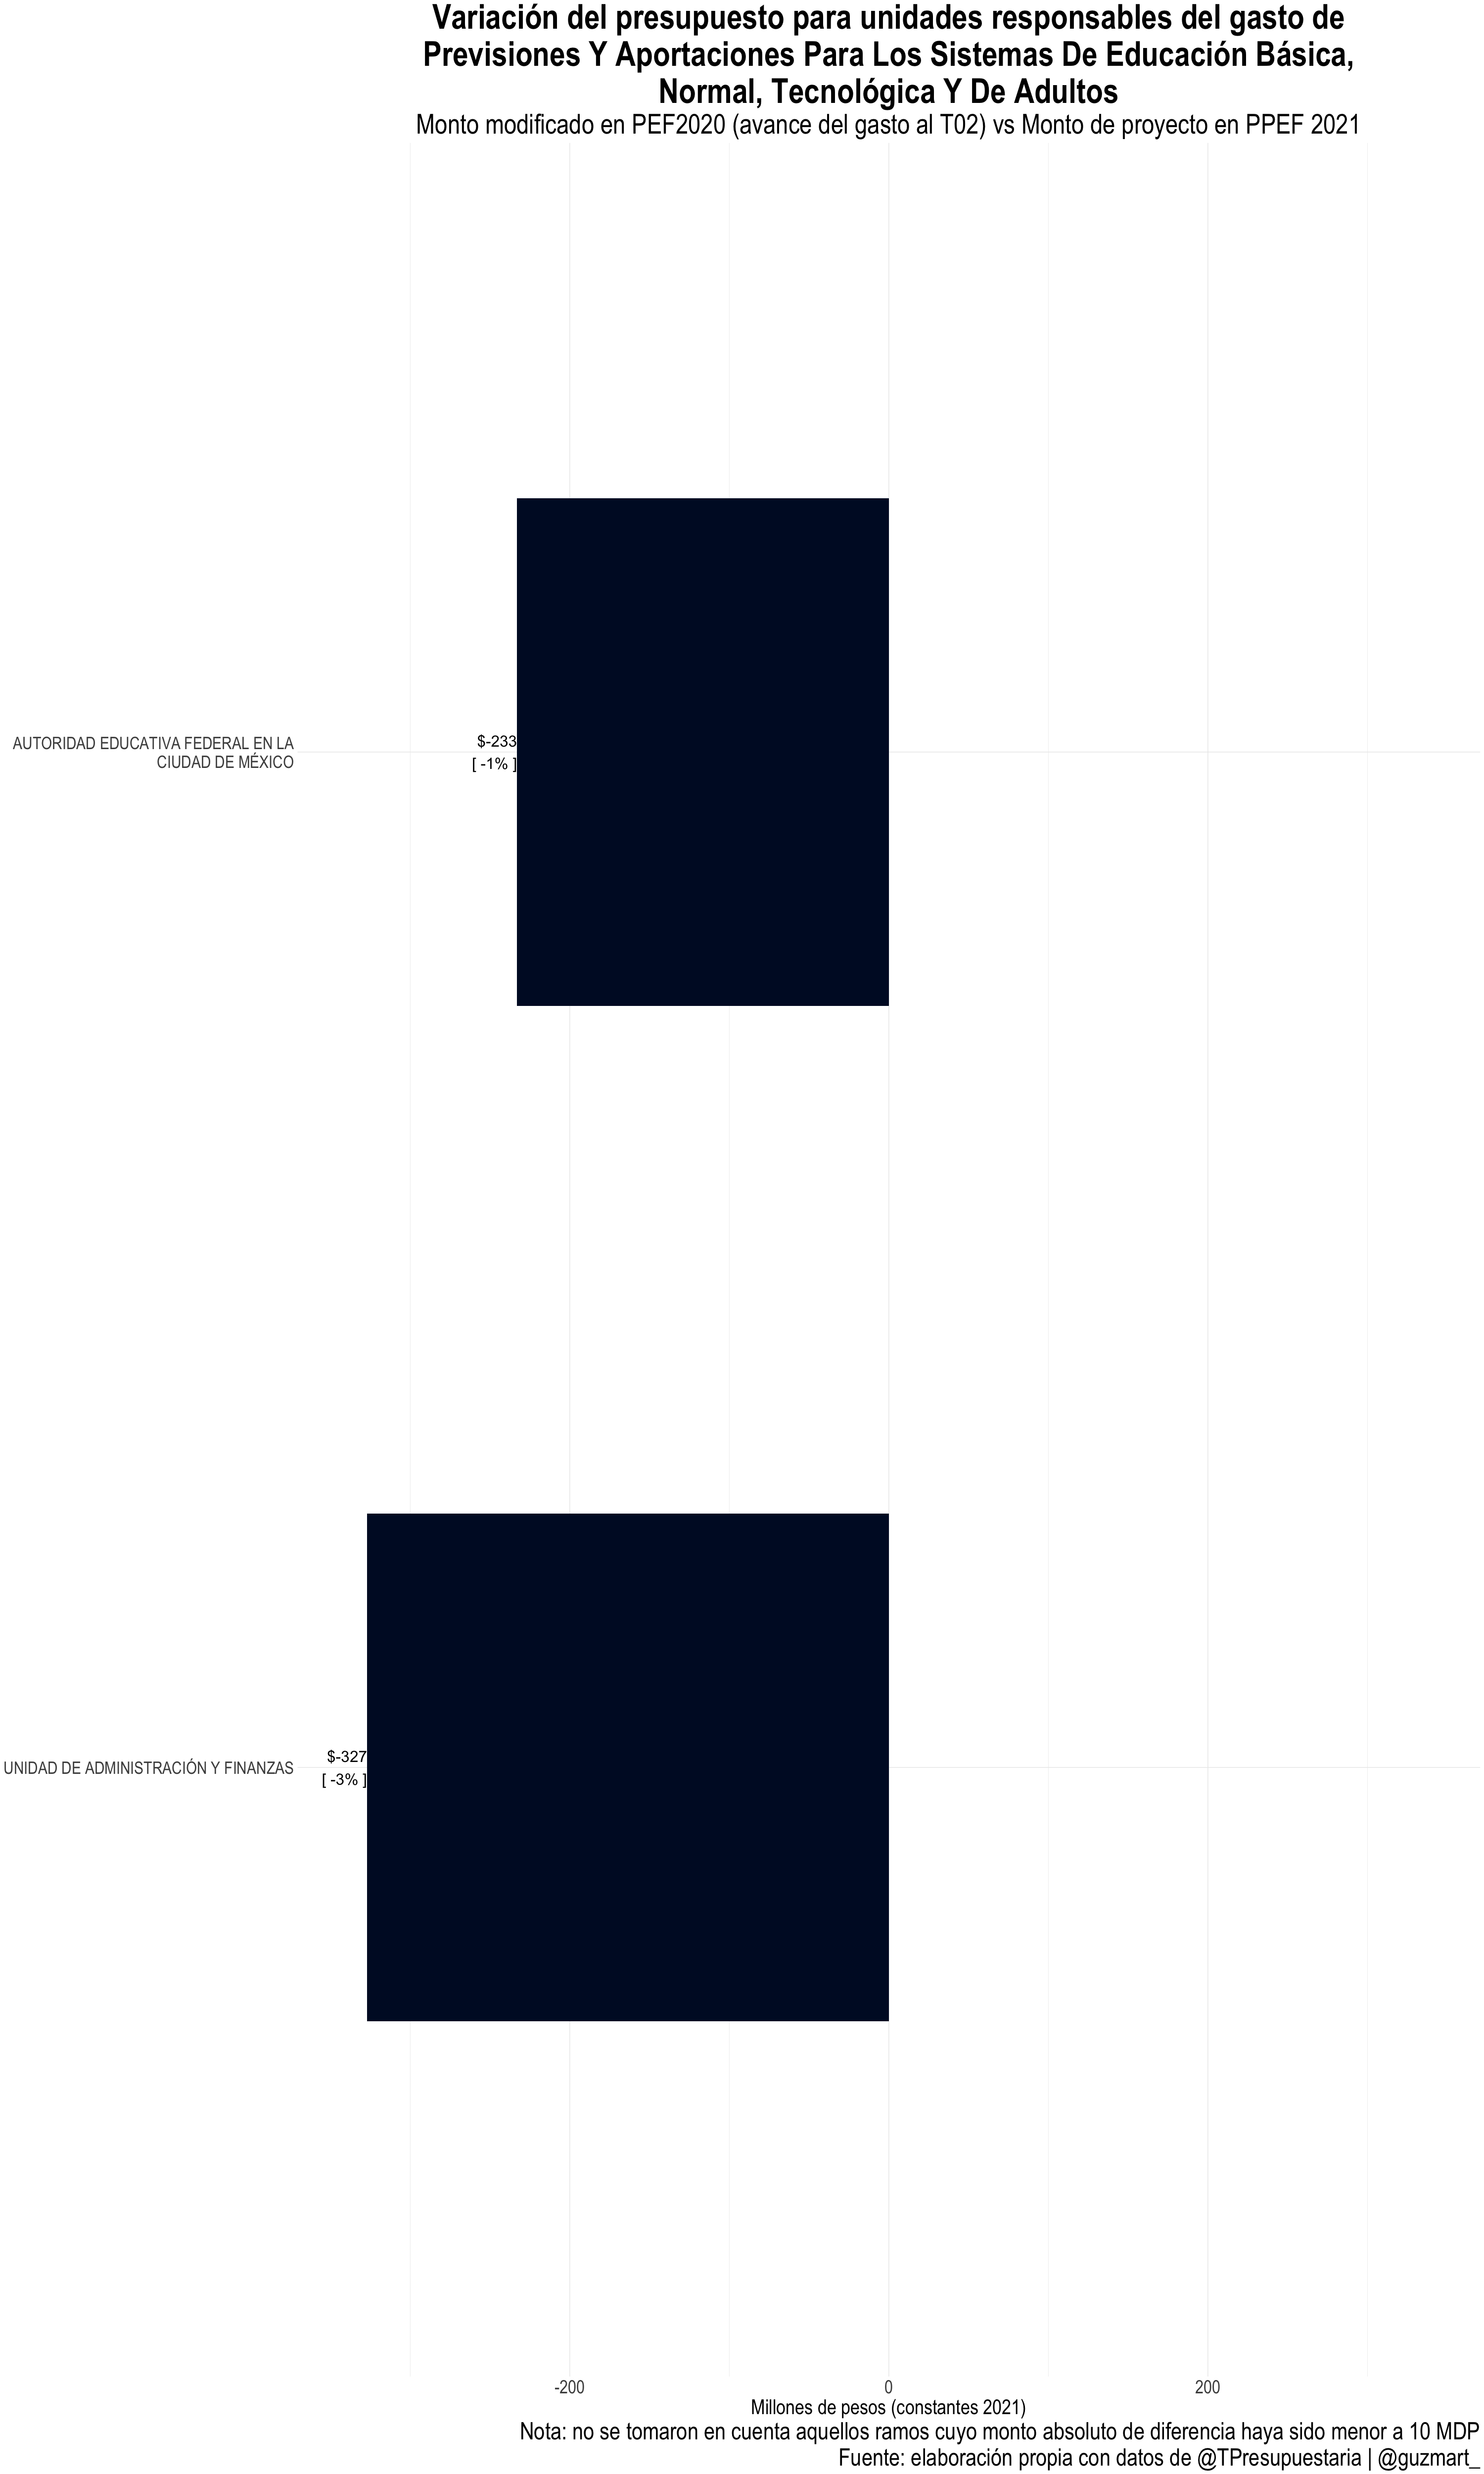 Variación del presupuesto para unidades responsables del gasto de
Previsiones Y Aportaciones Para Los Sistemas De Educación Básica,
Normal, Tecnológica Y De Adultos
Monto modificado en PEF2020 (avance del gasto al T02) vs Monto de proyecto en PPEF 2021
AUTORIDAD EDUCATIVA FEDERAL EN LA
CIUDAD DE MÉXICO
$-233
[ -1% ]
UNIDAD DE ADMINISTRACIÓN Y FINANZAS
$-327
[ -3% ]
-200 0 200
Millones de pesos (constantes 2021)
Nota: no se tomaron en cuenta aquellos ramos cuyo monto absoluto de diferencia haya sido menor a 10 MDP
Fuente: elaboración propia con datos de @TPresupuestaria | @guzmart_